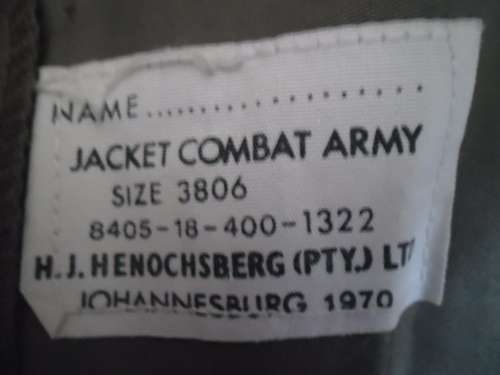 NAME...................
JACKET COMBAT ARMY
SIZE 3806
8405-18-400-1322
H.J. HENOCHSBERG (PTY.) LT
JOHANNESBURG 1970